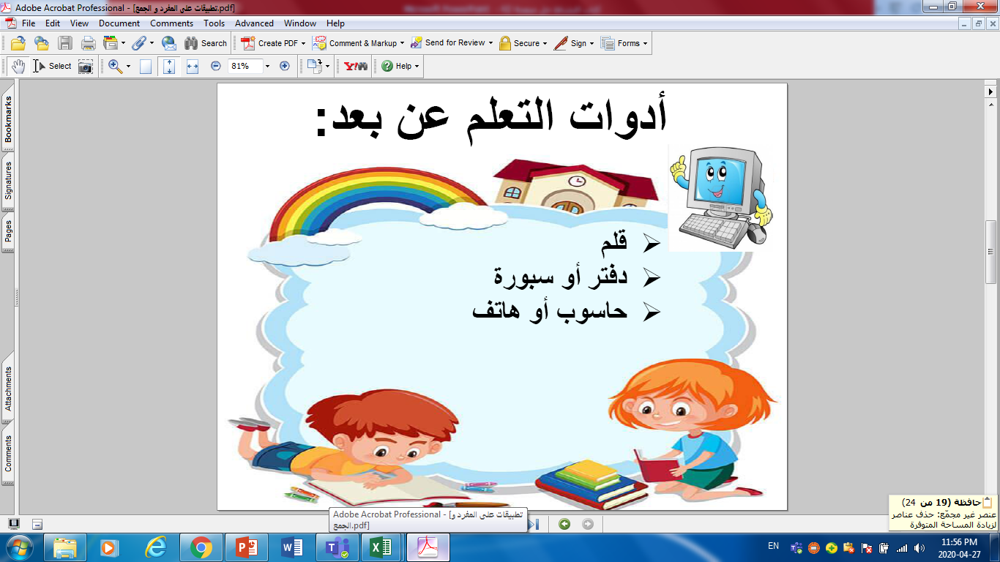 Adobe Acrobat Professional - [تطبيقات على المفرد و الجمع.pdf]
File Edit View Document Comments Tools Advanced Window Help
Search Create PDF Comment & Markup Send for Review Secure Sign Forms
Select 81% Y! Help
Bookmarks
Signatures
Pages
Attachments
Comments
أدوات التعلم عن بعد:
قلم
دفتر أو سبورة
حاسوب أو هاتف
Adobe Acrobat Professional - [تطبيقات على المفرد و
الجمع.pdf]
حافظة (19 من 24)
عنصر غير مجمّع: حذف عناصر
لزيادة المساحة المتوفرة
EN
11:56 PM
2020-04-27